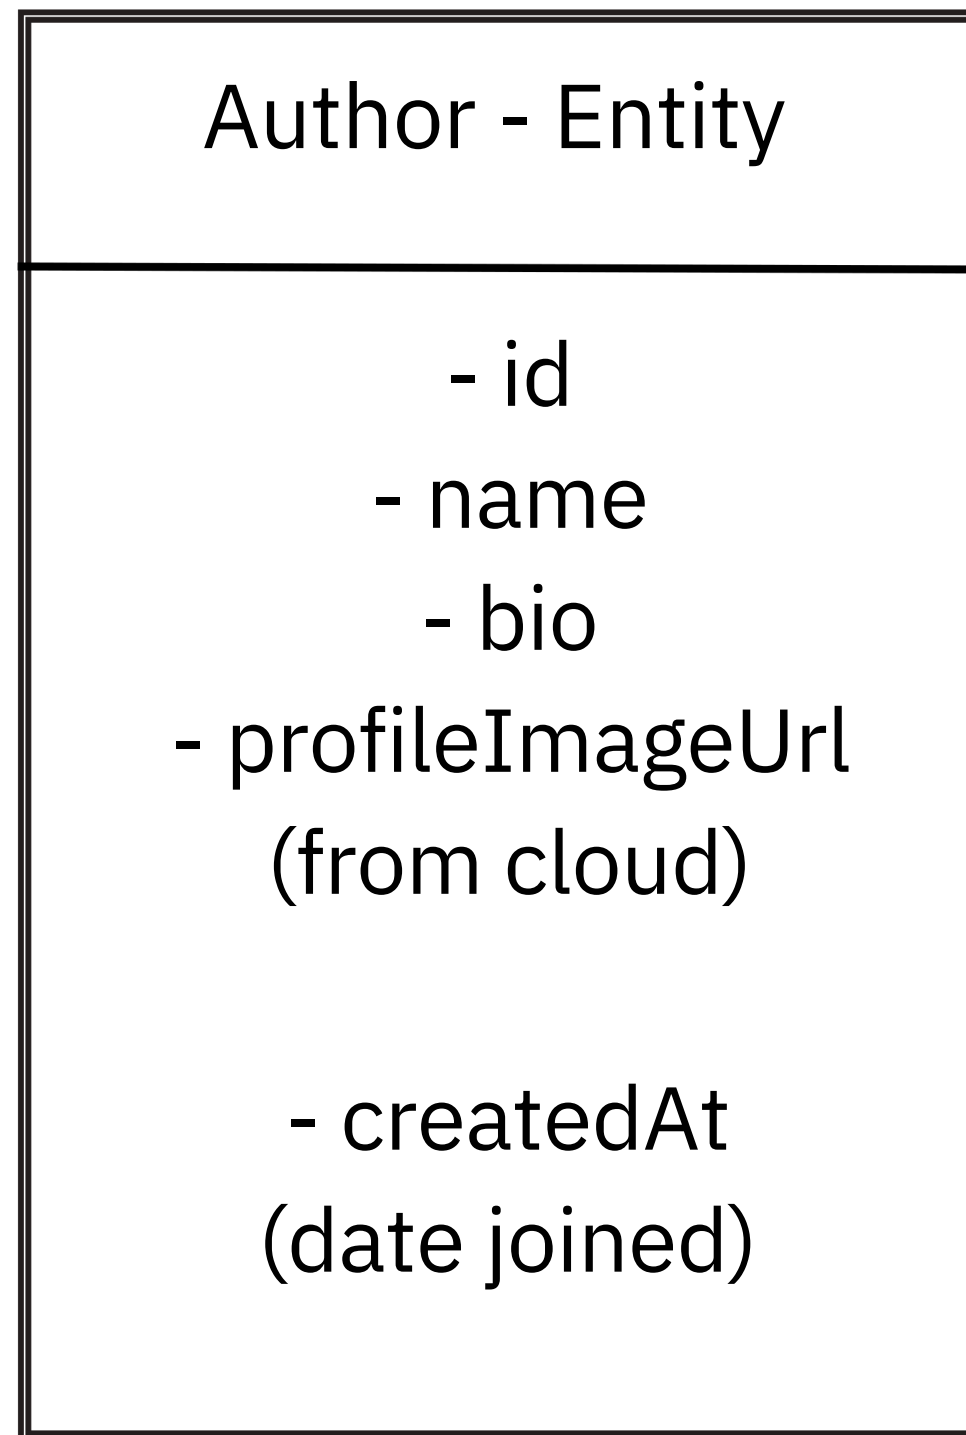 Author - Entity
- id
- name
- bio
- profileImageUrl
(from cloud)
- createdAt
(date joined)